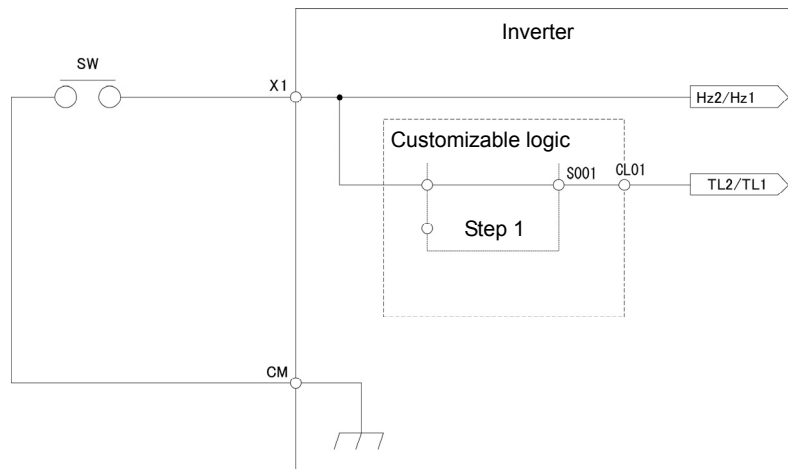 Inverter
SW
X1
Hz2/Hz1
Customizable logic
S001
CL01
TL2/TL1
Step 1
CM